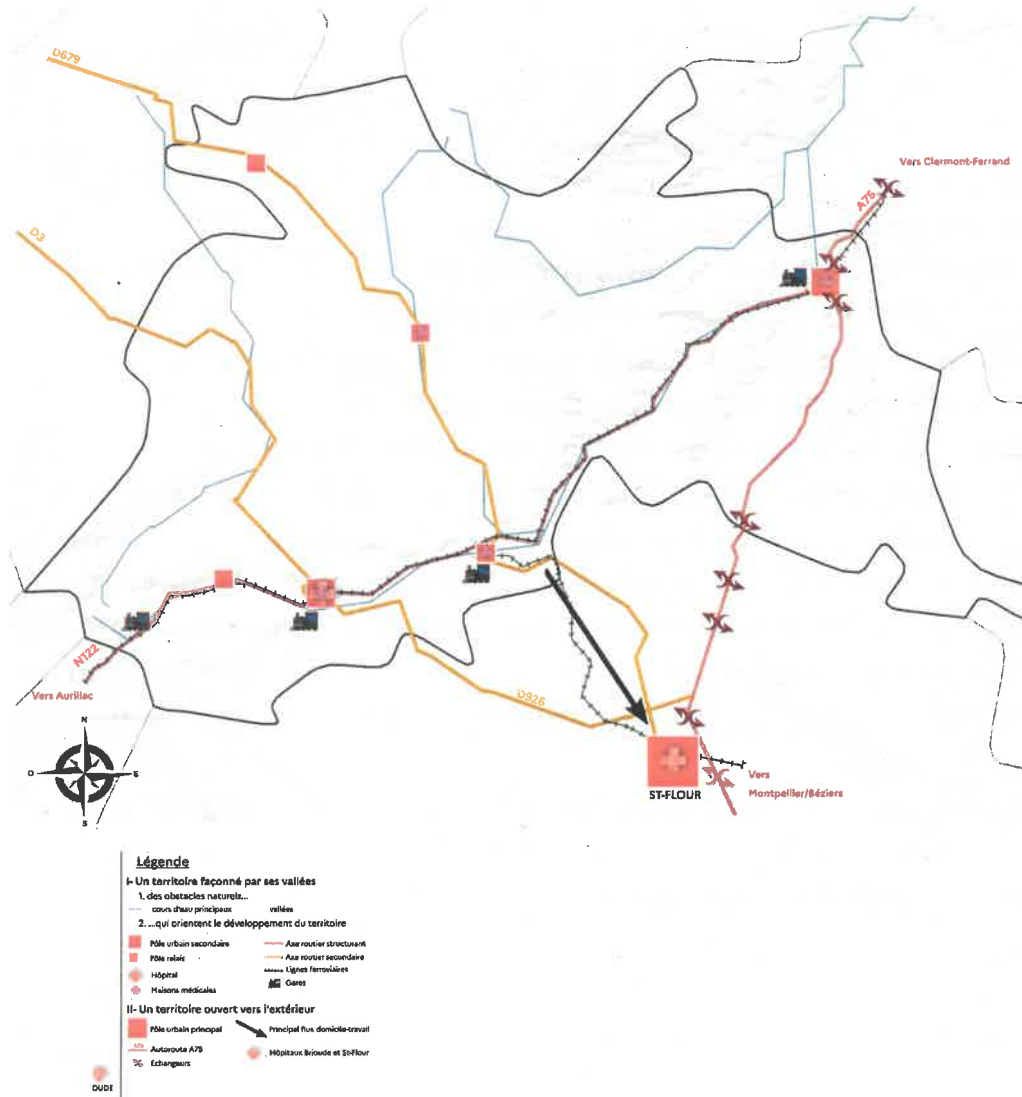 D679
D3
Vers Clermont-Ferrand
A75
N122
Vers Aurillac
D926
N
O
E
S
ST-FLOUR
Vers
Montpellier/Béziers
Légende
I- Un territoire façonné par ses vallées
1. des obstacles naturels...
cours d'eau principaux
vallées
2. ...qui orientent le développement du territoire
Pôle urbain secondaire
Axe routier structurant
Pôle relais
Axe routier secondaire
Lignes ferroviaires
Hôpital
Gares
Maisons médicales
II- Un territoire ouvert vers l'extérieur
Pôle urbain principal
Principal flux domicile-travail
A75
Autoroute A75
Hôpitaux Brioude et St-Flour
Echangeurs
OUDE